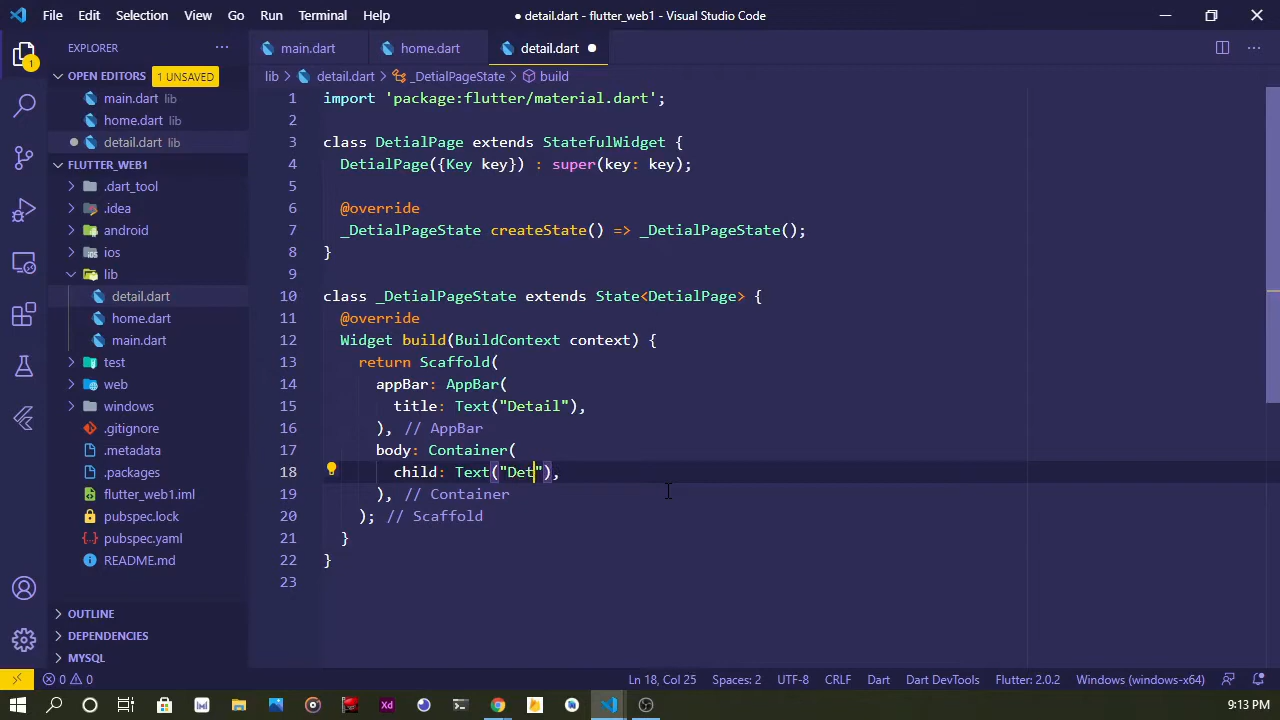 File Edit Selection View Go Run Terminal Help ● detail.dart - flutter_web1 - Visual Studio Code
EXPLORER
main.dart home.dart detail.dart
OPEN EDITORS 1 UNSAVED
main.dart lib
home.dart lib
detail.dart lib
FLUTTER_WEB1
.dart_tool
.idea
android
ios
lib
detail.dart
home.dart
main.dart
test
web
windows
.gitignore
.metadata
.packages
flutter_web1.iml
pubspec.lock
pubspec.yaml
README.md
OUTLINE
DEPENDENCIES
MYSQL
1
lib > detail.dart > _DetialPageState > build
1 import 'package:flutter/material.dart';
2
3 class DetialPage extends StatefulWidget {
4 DetialPage({Key key}) : super(key: key);
5
6 @override
7 _DetialPageState createState() => _DetialPageState();
8 }
9
10 class _DetialPageState extends State<DetialPage> {
11 @override
12 Widget build(BuildContext context) {
13 return Scaffold(
14 appBar: AppBar(
15 title: Text("Detail"),
16 ), // AppBar
17 body: Container(
18 child: Text("Det"),
19 ), // Container
20 ); // Scaffold
21 }
22 }
23
0 0 Ln 18, Col 25 Spaces: 2 UTF-8 CRLF Dart Dart DevTools Flutter: 2.0.2 Windows (windows-x64)
Xd 9:13 PM